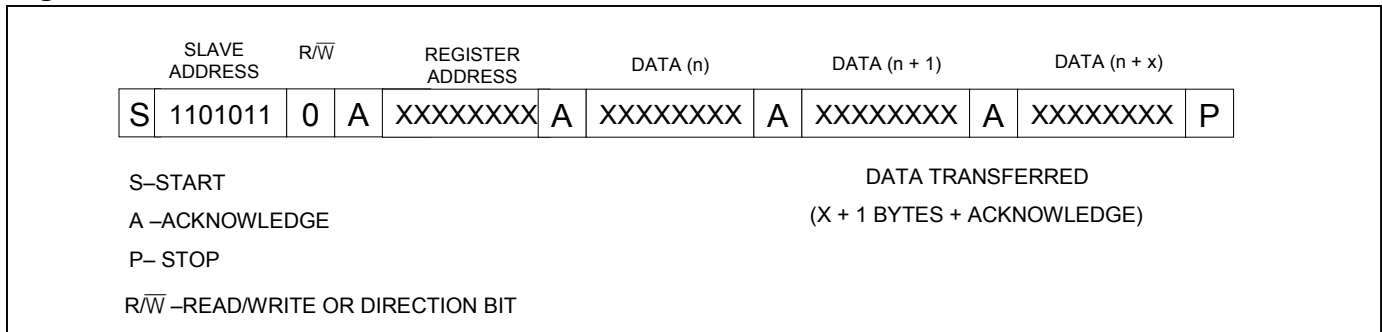 SLAVE
ADDRESS
R/W̅
REGISTER
ADDRESS
DATA (n)
DATA (n + 1)
DATA (n + x)
S 1101011 0 A XXXXXXXX A XXXXXXXX A XXXXXXXX A XXXXXXXX P
S–START
A –ACKNOWLEDGE
P– STOP
R/W̅ –READ/WRITE OR DIRECTION BIT
DATA TRANSFERRED
(X + 1 BYTES + ACKNOWLEDGE)